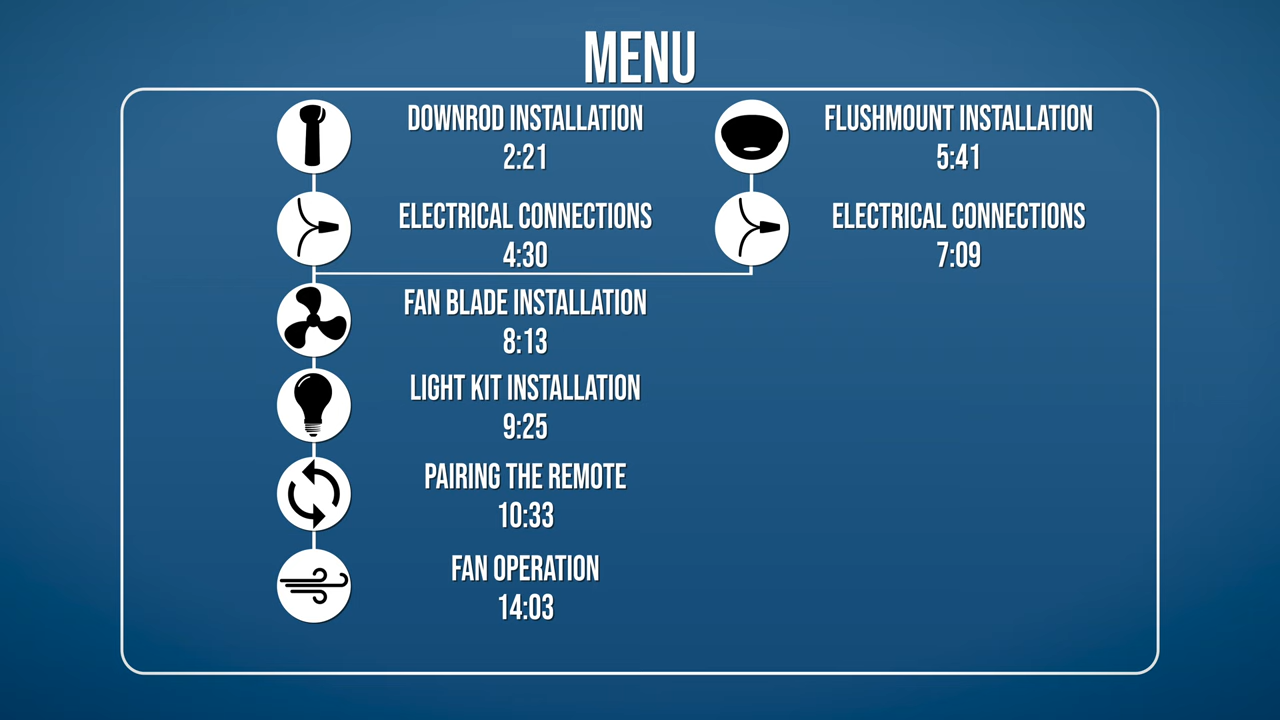 MENU
DOWNROD INSTALLATION
2:21
ELECTRICAL CONNECTIONS
4:30
FAN BLADE INSTALLATION
8:13
LIGHT KIT INSTALLATION
9:25
PAIRING THE REMOTE
10:33
FAN OPERATION
14:03
FLUSHMOUNT INSTALLATION
5:41
ELECTRICAL CONNECTIONS
7:09